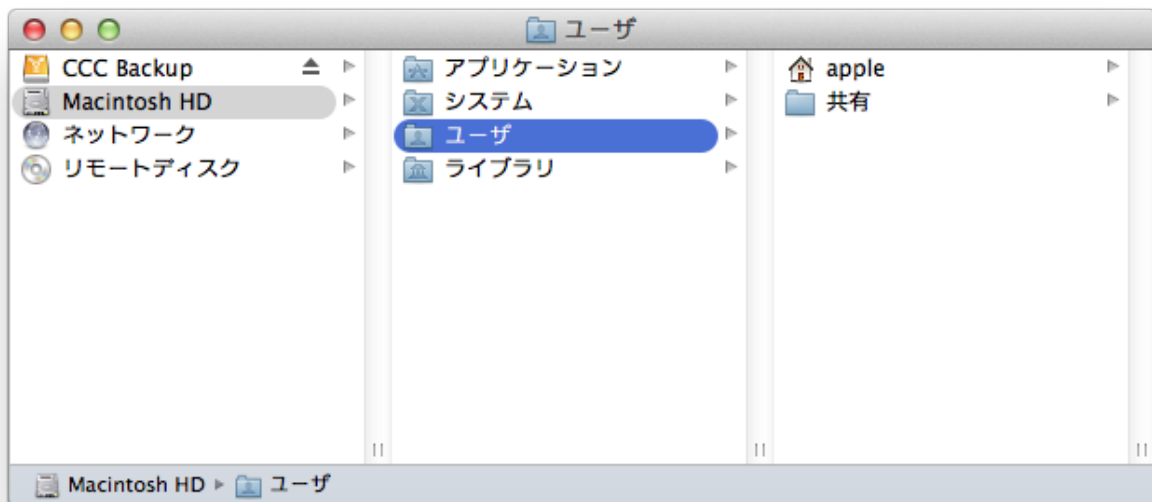 ユーザ
CCC Backup
Macintosh HD
ネットワーク
リモートディスク
アプリケーション
システム
ユーザ
ライブラリ
apple
共有
Macintosh HD ▸ ユーザ